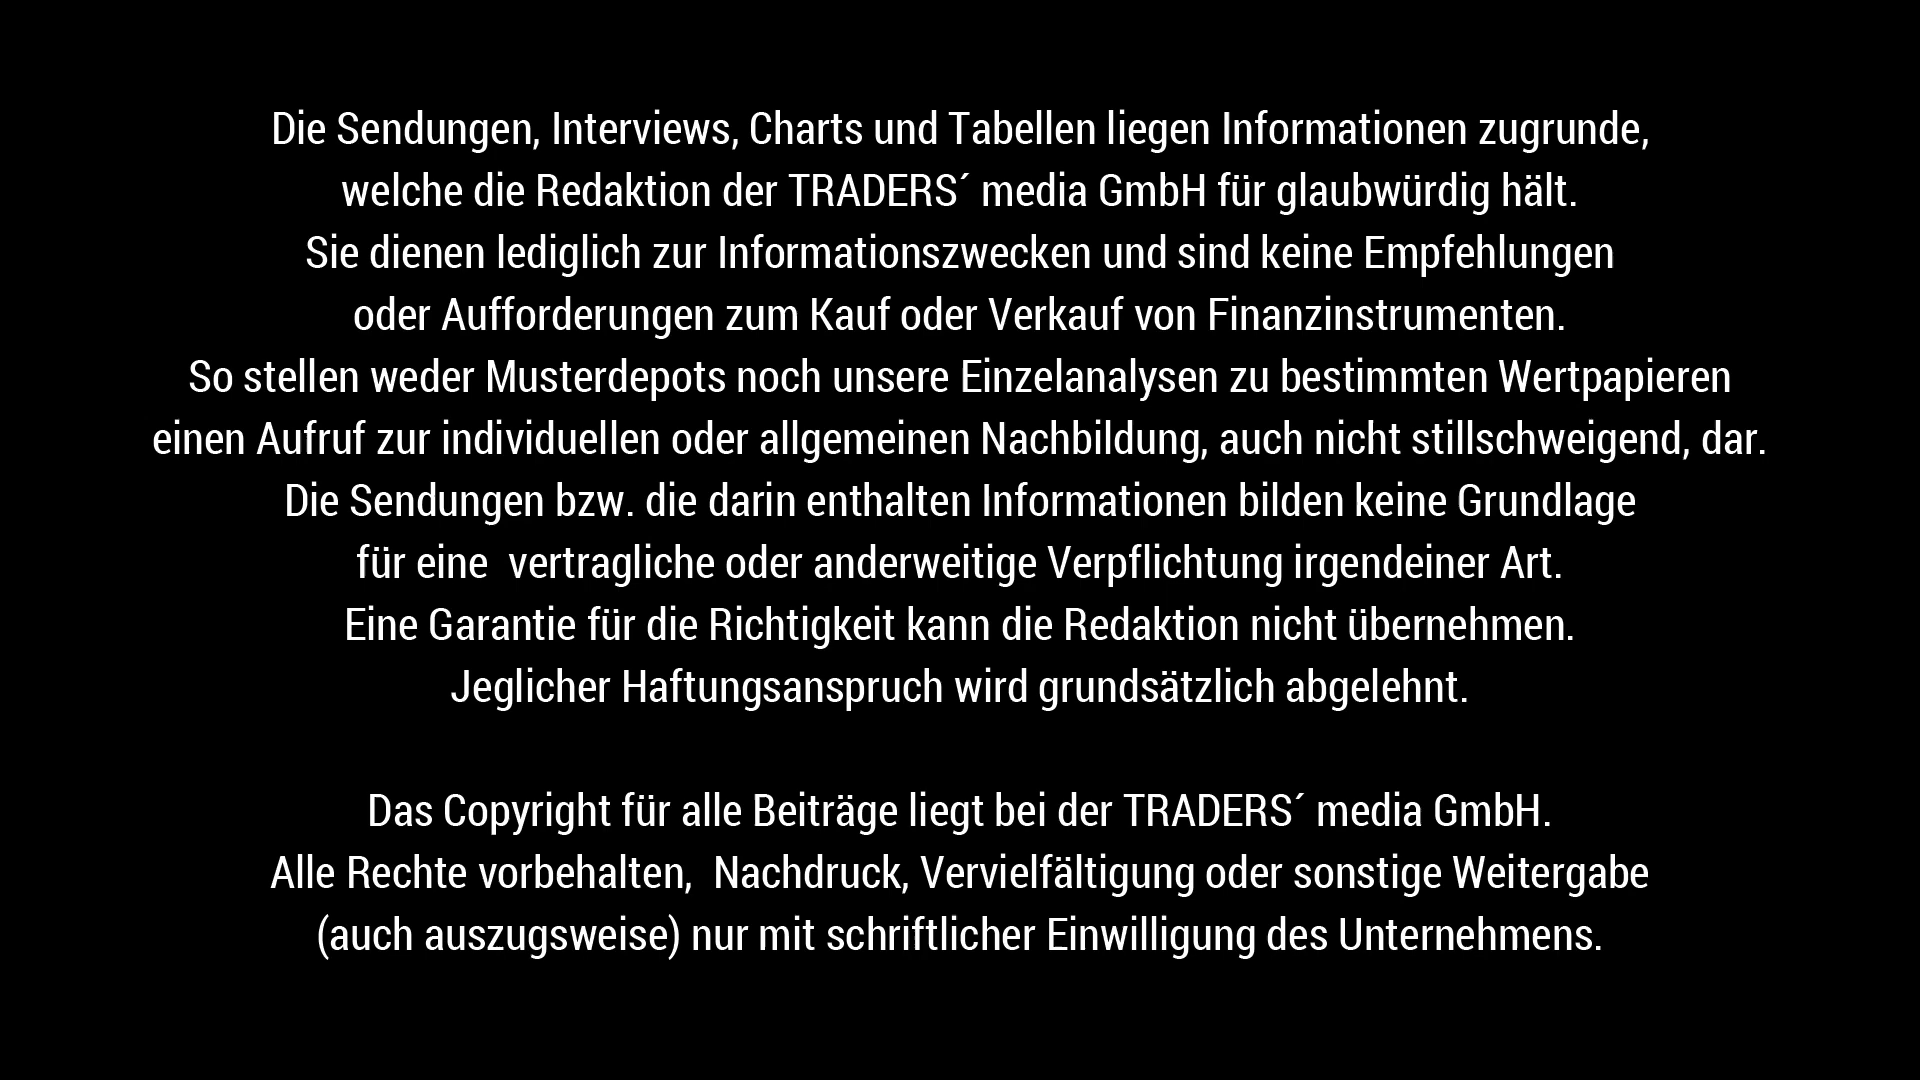 Die Sendungen, Interviews, Charts und Tabellen liegen Informationen zugrunde,
welche die Redaktion der TRADERS´ media GmbH für glaubwürdig hält.
Sie dienen lediglich zur Informationszwecken und sind keine Empfehlungen
oder Aufforderungen zum Kauf oder Verkauf von Finanzinstrumenten.
So stellen weder Musterdepots noch unsere Einzelanalysen zu bestimmten Wertpapieren
einen Aufruf zur individuellen oder allgemeinen Nachbildung, auch nicht stillschweigend, dar.
Die Sendungen bzw. die darin enthalten Informationen bilden keine Grundlage
für eine  vertragliche oder anderweitige Verpflichtung irgendeiner Art.
Eine Garantie für die Richtigkeit kann die Redaktion nicht übernehmen.
Jeglicher Haftungsanspruch wird grundsätzlich abgelehnt.
Das Copyright für alle Beiträge liegt bei der TRADERS´ media GmbH.
Alle Rechte vorbehalten,  Nachdruck, Vervielfältigung oder sonstige Weitergabe
(auch auszugsweise) nur mit schriftlicher Einwilligung des Unternehmens.